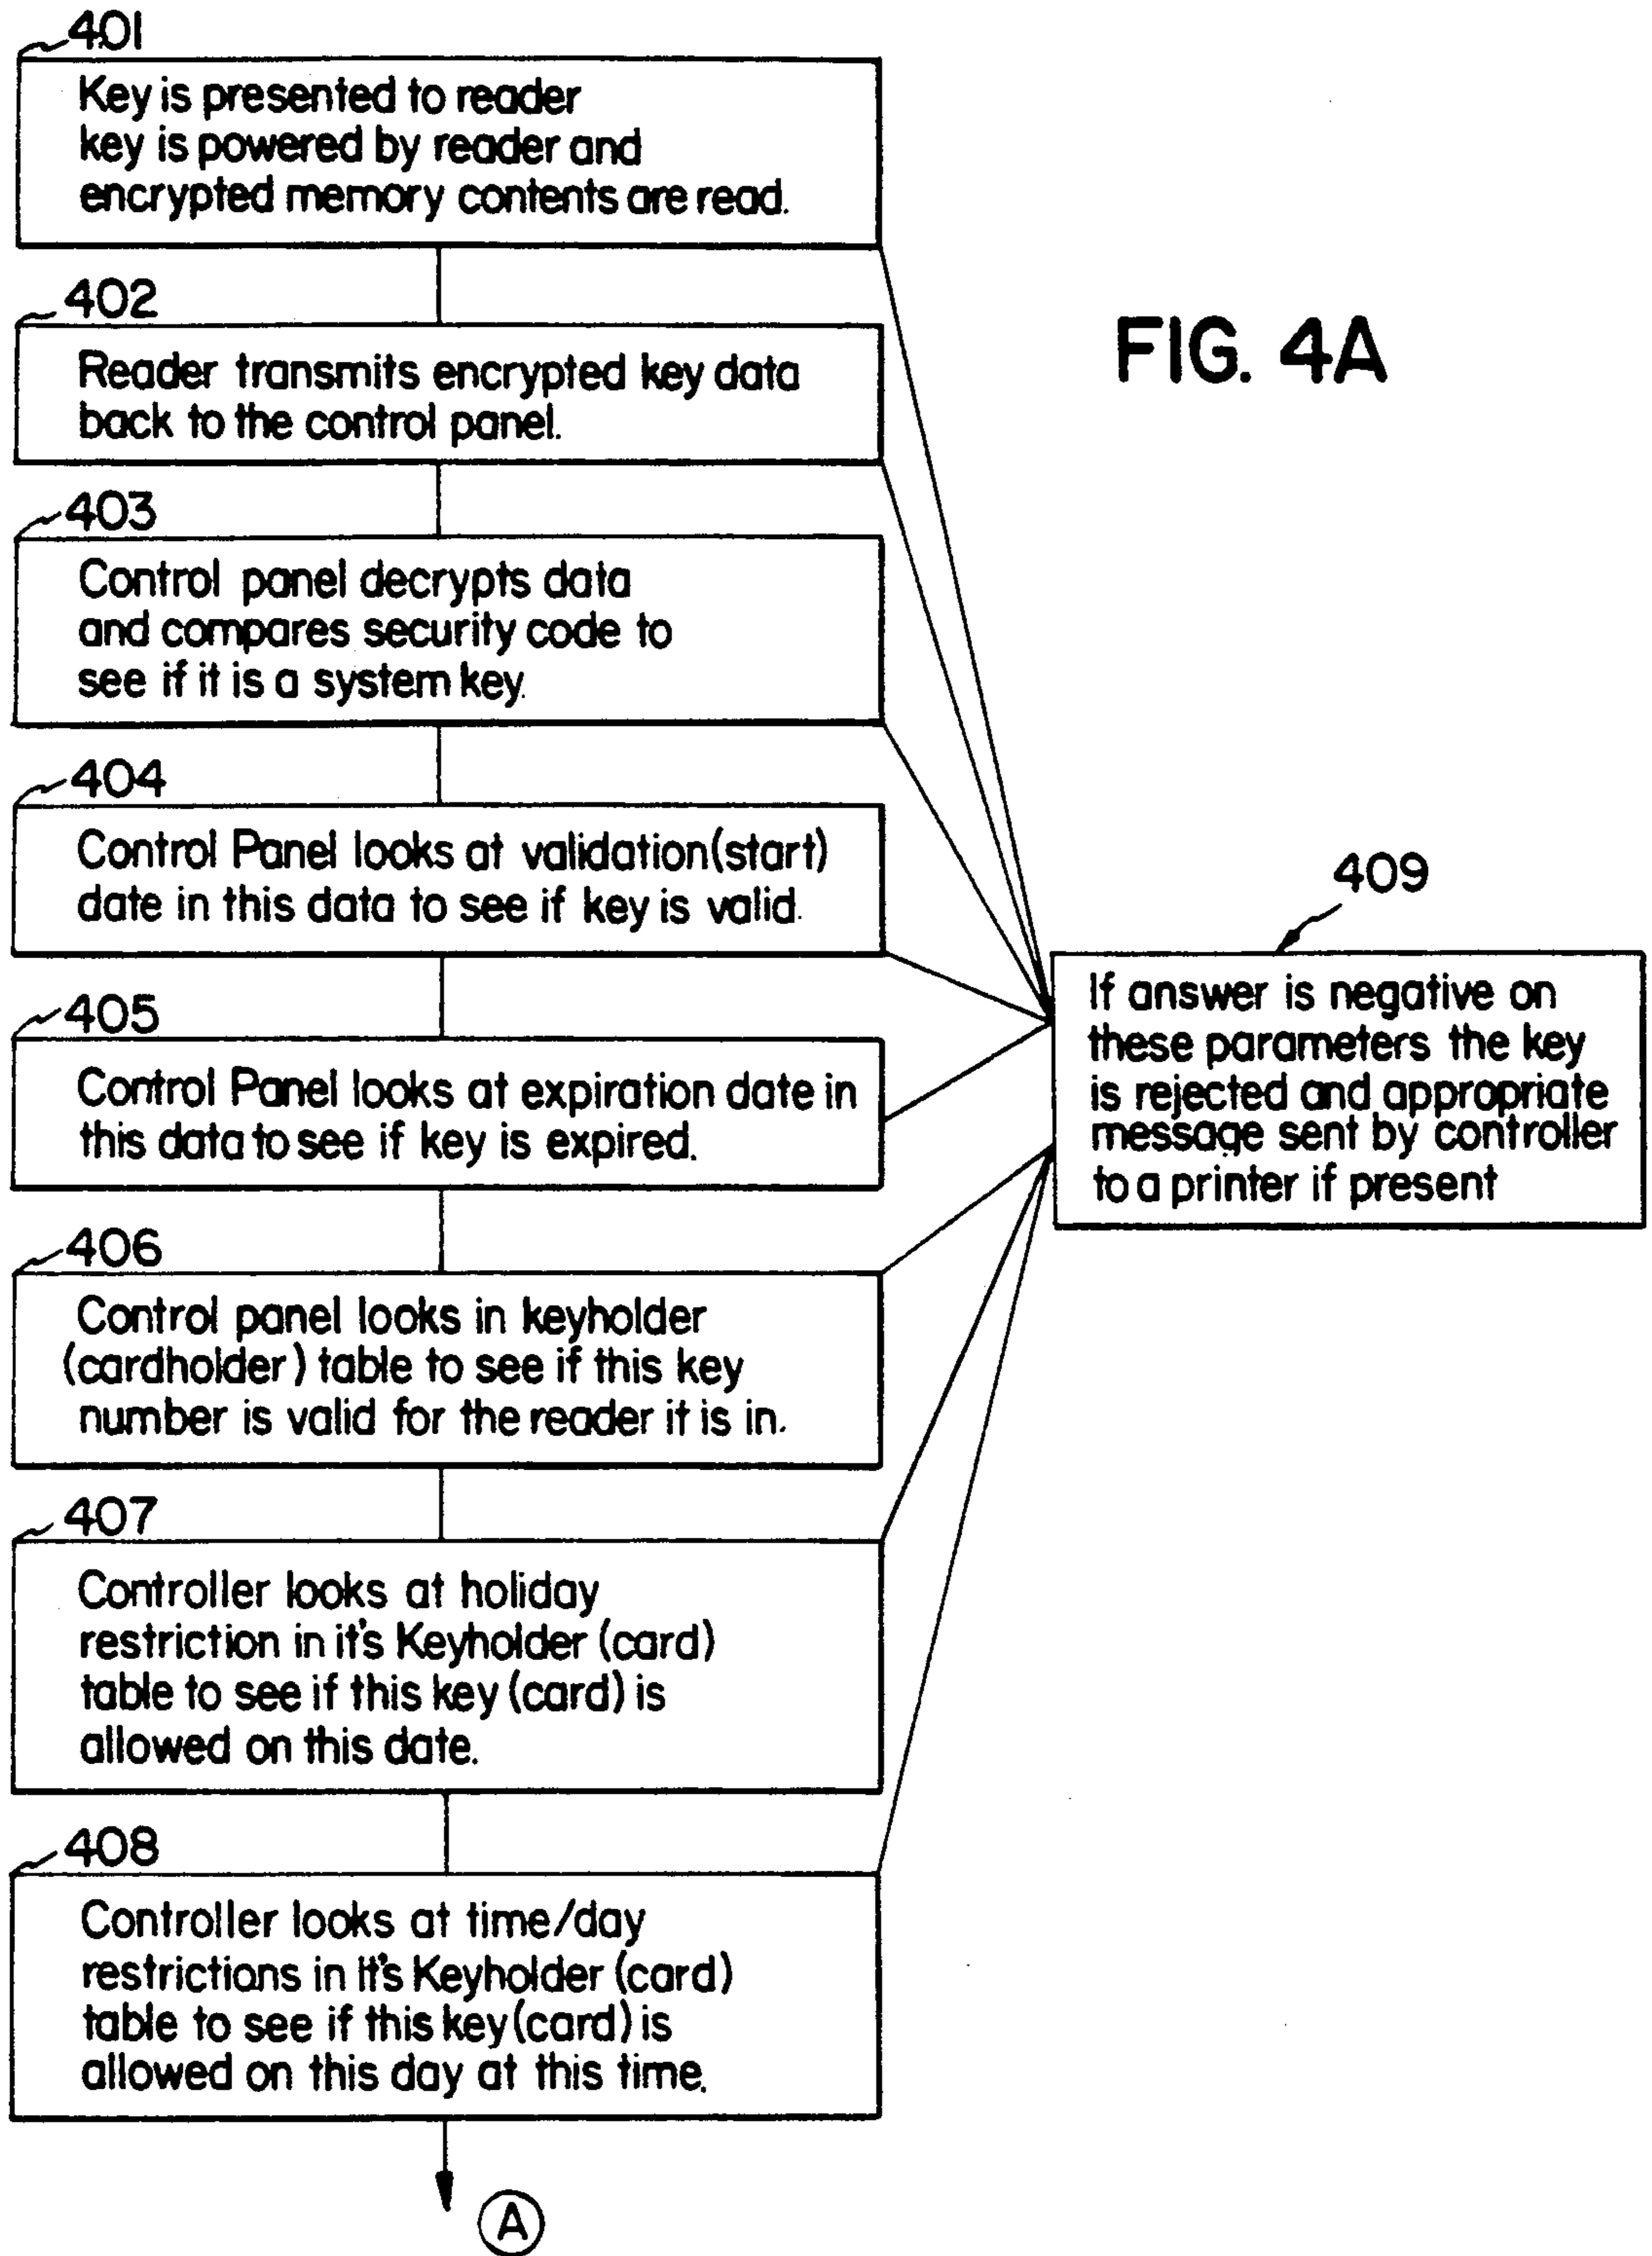 401
Key is presented to reader
key is powered by reader and
encrypted memory contents are read.
402
Reader transmits encrypted key data
back to the control panel.
FIG. 4A
403
Control panel decrypts data
and compares security code to
see if it is a system key.
404
Control Panel looks at validation(start)
date in this data to see if key is valid.
405
Control Panel looks at expiration date in
this data to see if key is expired.
406
Control panel looks in keyholder
(cardholder) table to see if this key
number is valid for the reader it is in.
407
Controller looks at holiday
restriction in it's Keyholder (card)
table to see if this key (card) is
allowed on this date.
408
Controller looks at time/day
restrictions in it's Keyholder (card)
table to see if this key (card) is
allowed on this day at this time.
409
If answer is negative on
these parameters the key
is rejected and appropriate
message sent by controller
to a printer if present
A